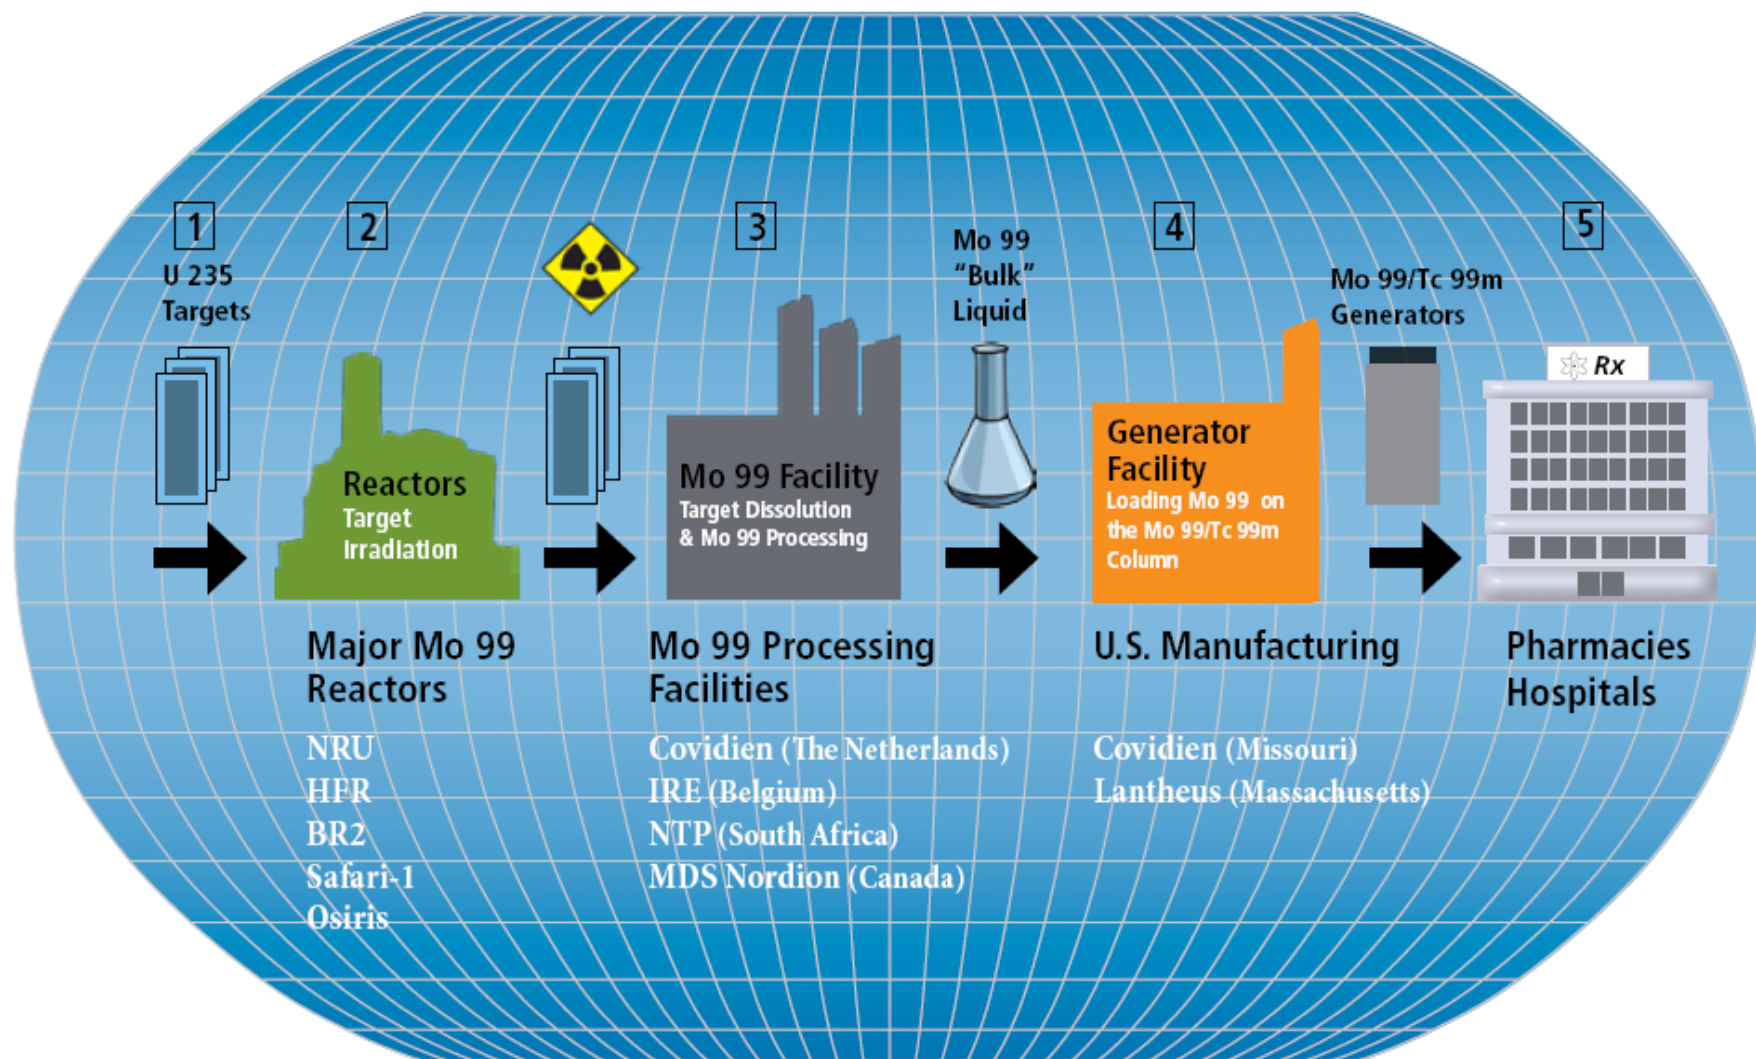 1
U 235
Targets
2
Reactors
Target
Irradiation
Major Mo 99
Reactors
NRU
HFR
BR2
Safari-1
Osiris
3
Mo 99 Facility
Target Dissolution
& Mo 99 Processing
Mo 99 Processing
Facilities
Covidien (The Netherlands)
IRE (Belgium)
NTP (South Africa)
MDS Nordion (Canada)
Mo 99
“Bulk”
Liquid
4
Generator
Facility
Loading Mo 99 on
the Mo 99/Tc 99m
Column
U.S. Manufacturing
Covidien (Missouri)
Lantheus (Massachusetts)
Mo 99/Tc 99m
Generators
5
Rx
Pharmacies
Hospitals